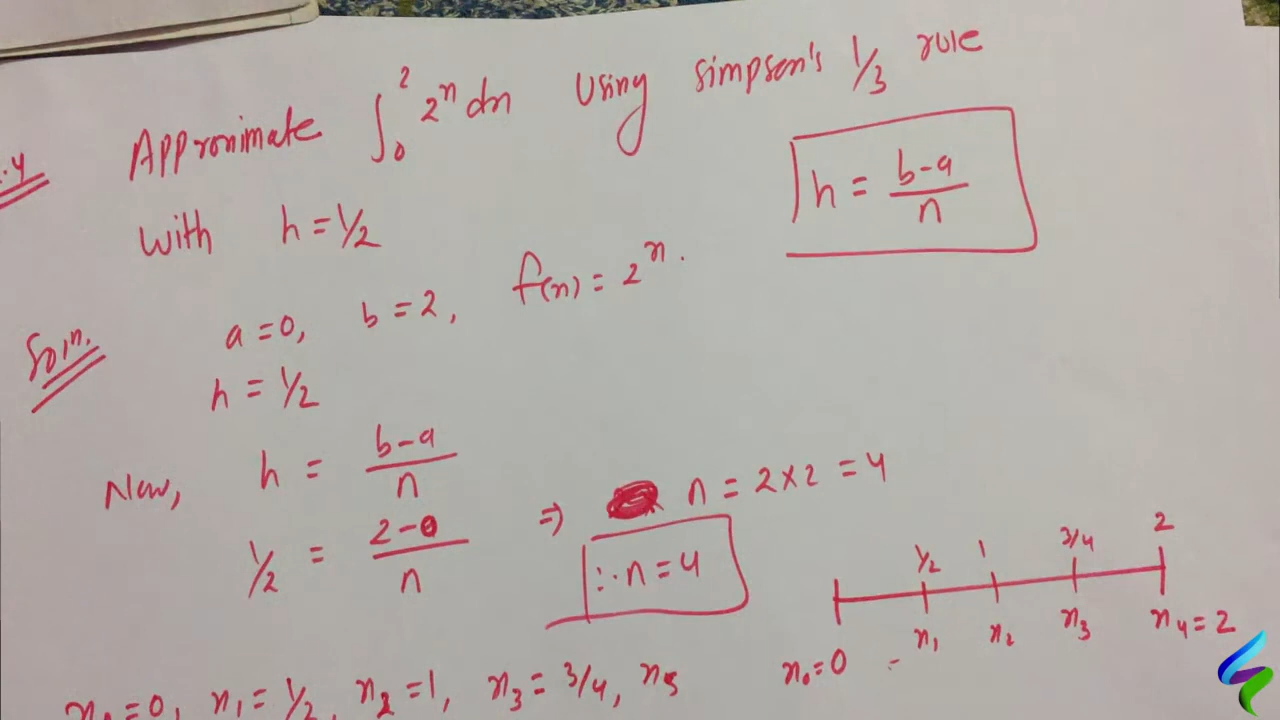 Approximate ∫₀² 2ˣ dx using simpson's 1/3 rule
with h = 1/2
h = b-a/n
Soln.
a = 0, b = 2, f(x) = 2ˣ.
h = 1/2
Now, h = b-a/n
1/2 = 2-0/n ⇒ n = 2×2 = 4
∴ n = 4
1/2 1 3/4 2
x₀=0 x₁ x₂ x₃ x₄=2
x₀ = 0, x₁ = 1/2, x₂ = 1, x₃ = 3/4, x₅